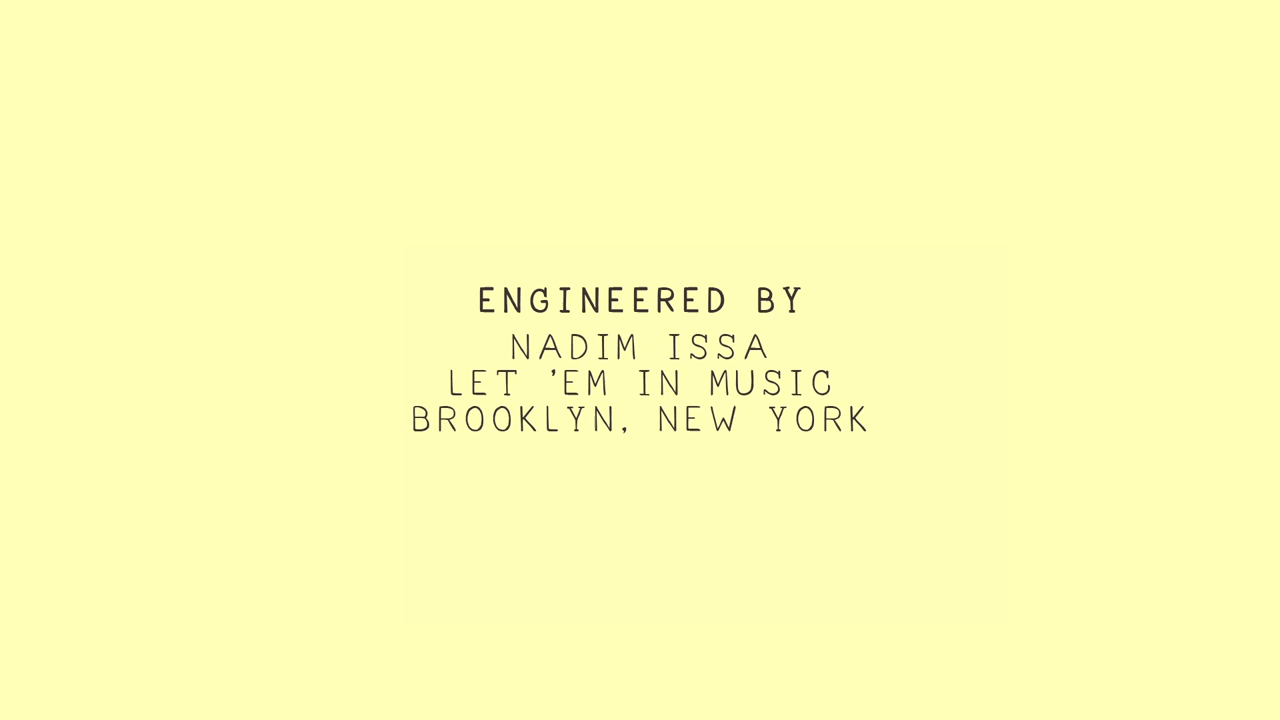 ENGINEERED BY
NADIM ISSA
LET 'EM IN MUSIC
BROOKLYN, NEW YORK